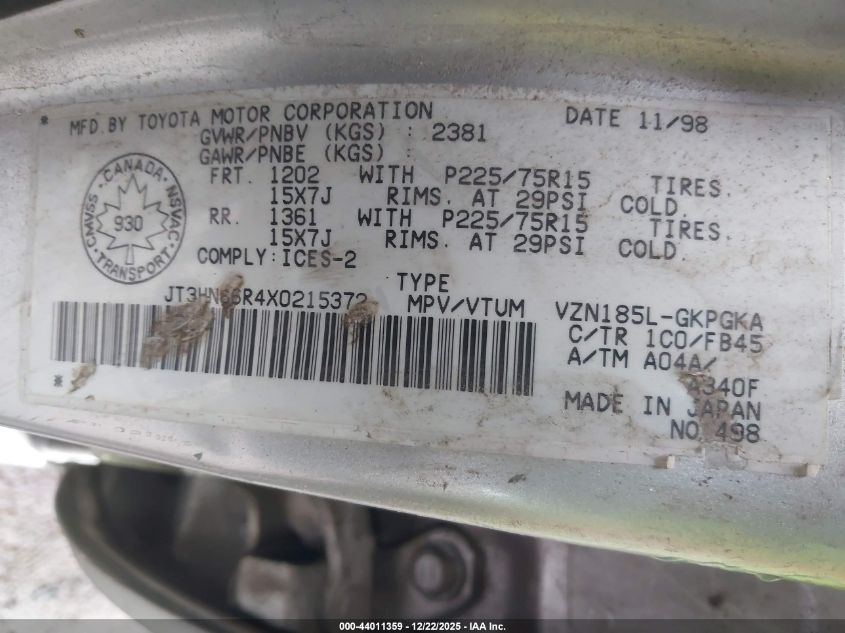 * MFD.BY TOYOTA MOTOR CORPORATION DATE 11/98
GVWR/PNBV (KGS) : 2381
GAWR/PNBE (KGS) :
FRT. 1202 WITH P225/75R15 TIRES.
15X7J RIMS. AT 29PSI COLD.
RR. 1361 WITH P225/75R15 TIRES.
15X7J RIMS. AT 29PSI COLD
COMPLY:ICES-2
CANADA
CMVSS NSVAC
930
TRANSPORT
TYPE
JT3HN86R4X0215372 MPV/VTUM VZN185L-GKPGKA
C/TR 1C0/FB45
A/TM A04A/
A340F
* MADE IN JAPAN
NO.498
000-44011359 - 12/22/2025 - IAA Inc.